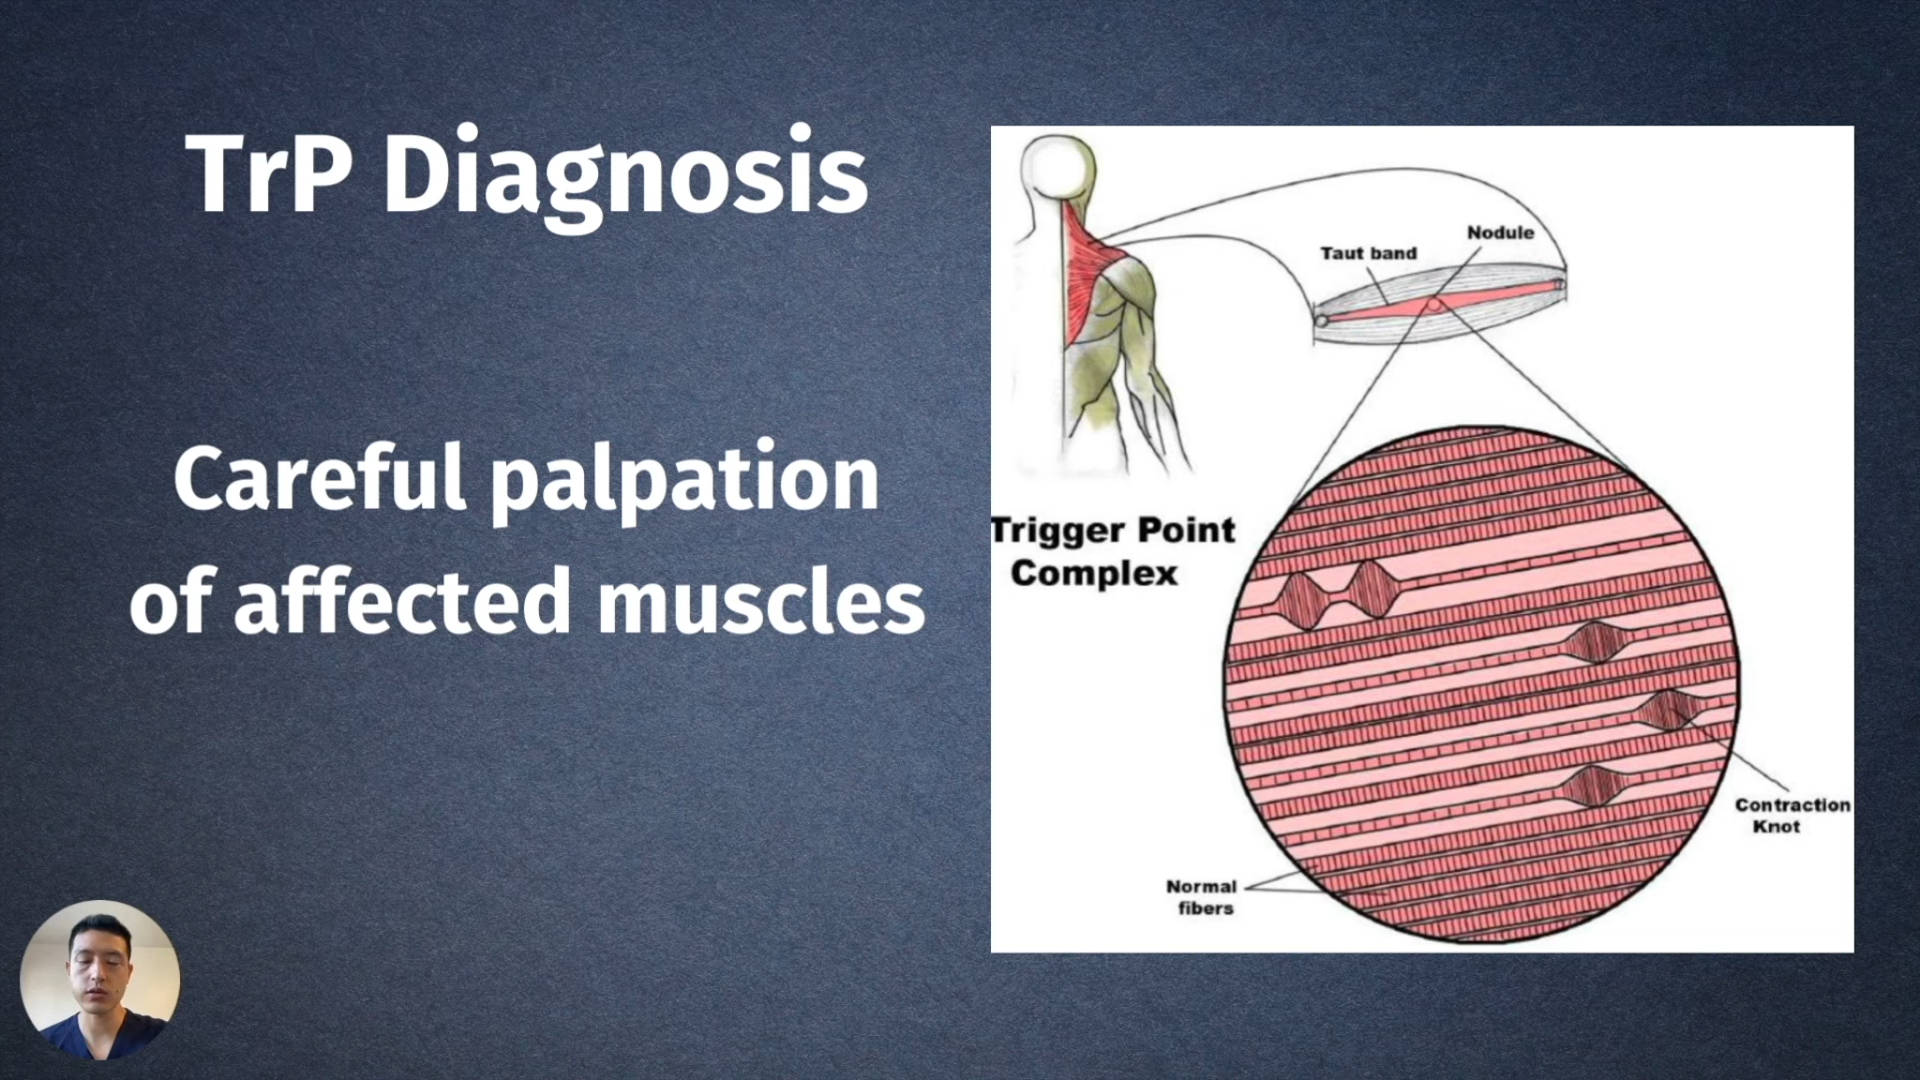 TrP Diagnosis
Careful palpation
of affected muscles
Nodule
Taut band
Trigger Point
Complex
Contraction
Knot
Normal
fibers